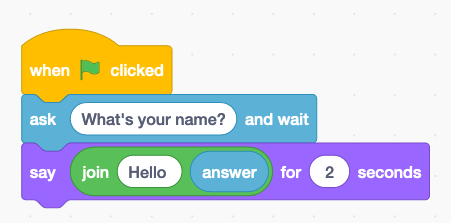 when clicked
ask What's your name? and wait
say join Hello answer for 2 seconds